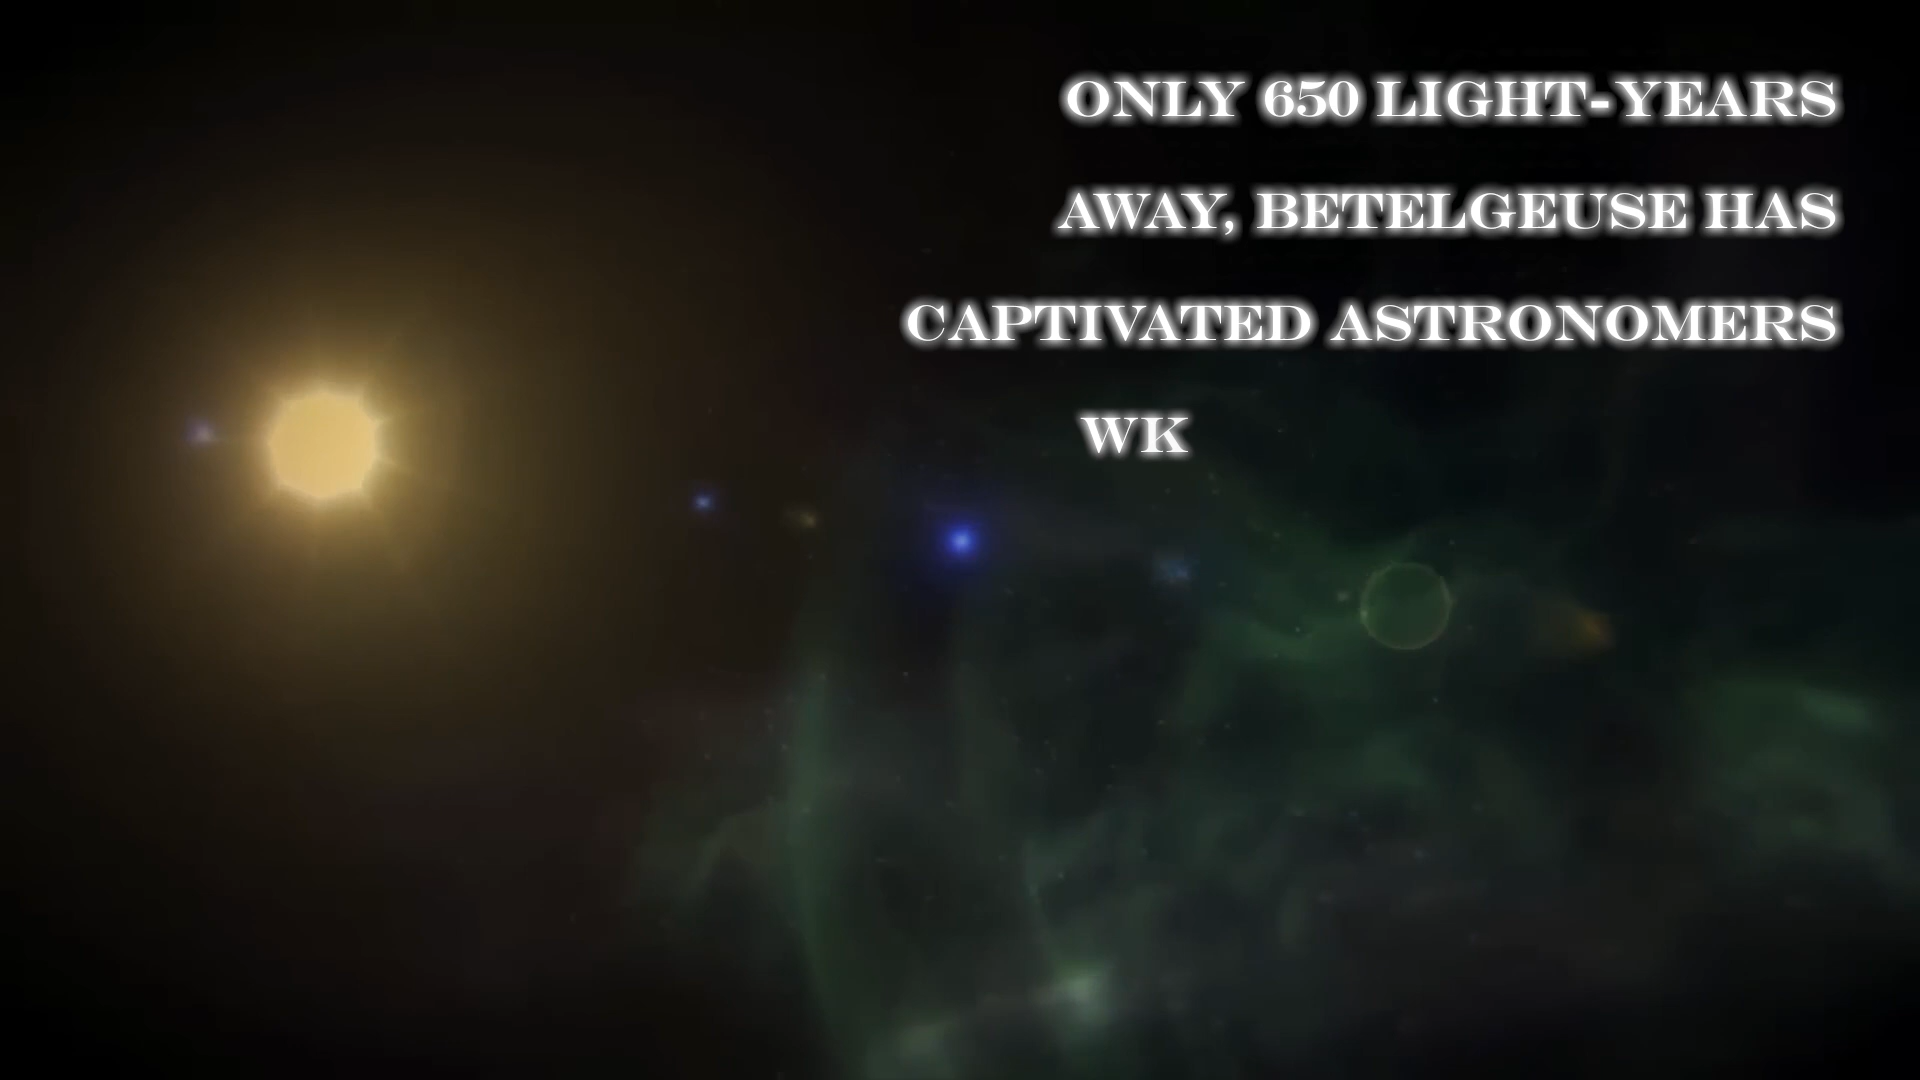 ONLY 650 LIGHT-YEARS
AWAY, BETELGEUSE HAS
CAPTIVATED ASTRONOMERS
WK